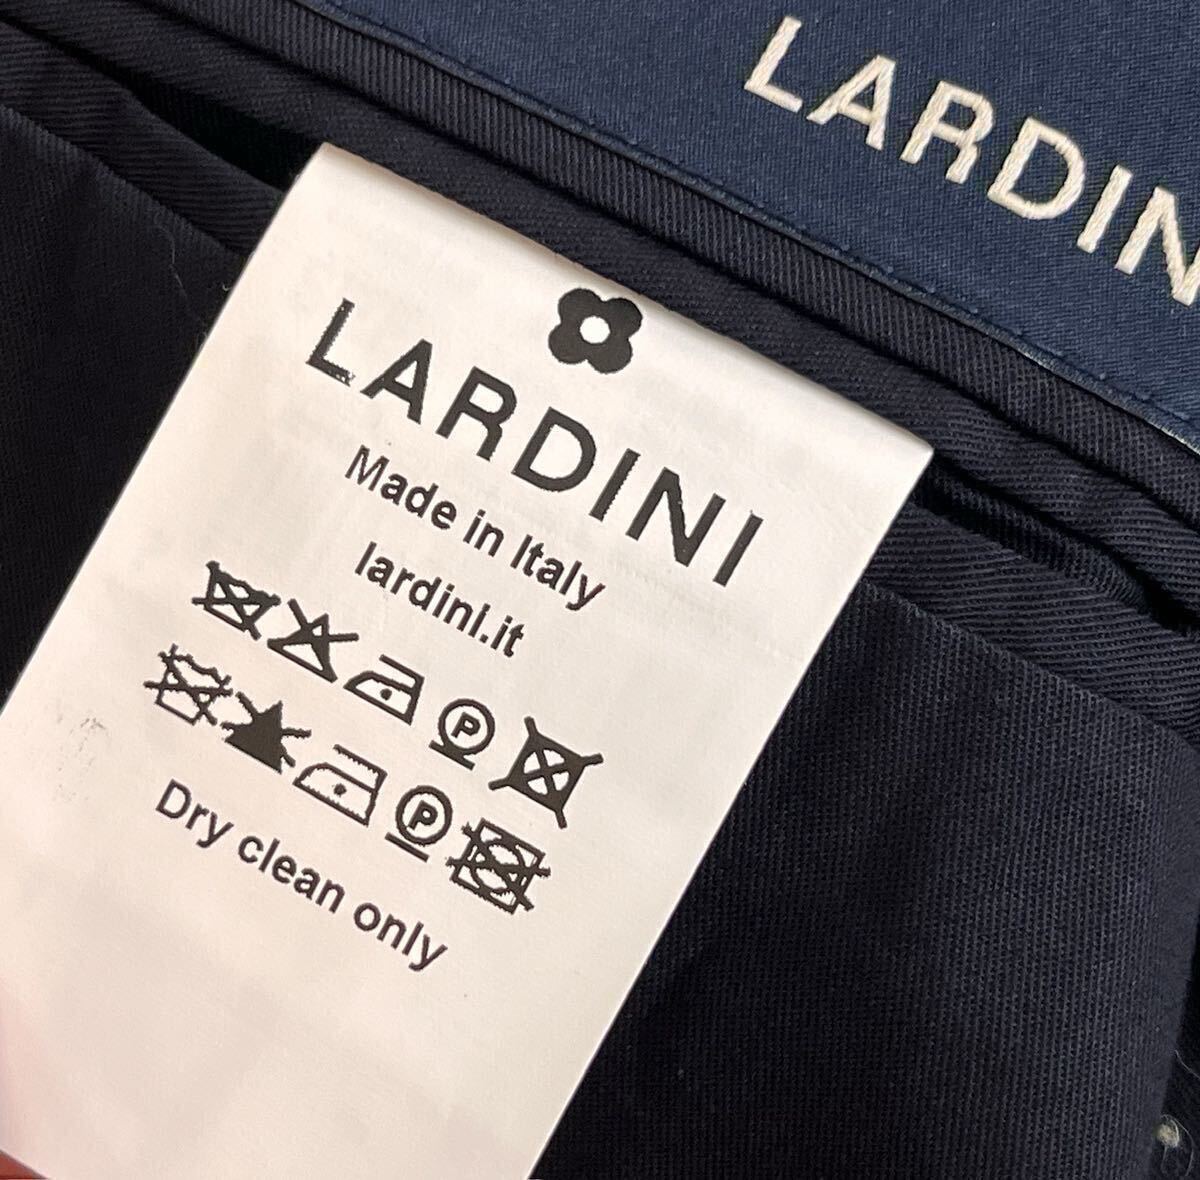 LARDIN
LARDINI
Made in Italy
lardini.it
P
P
Dry clean only